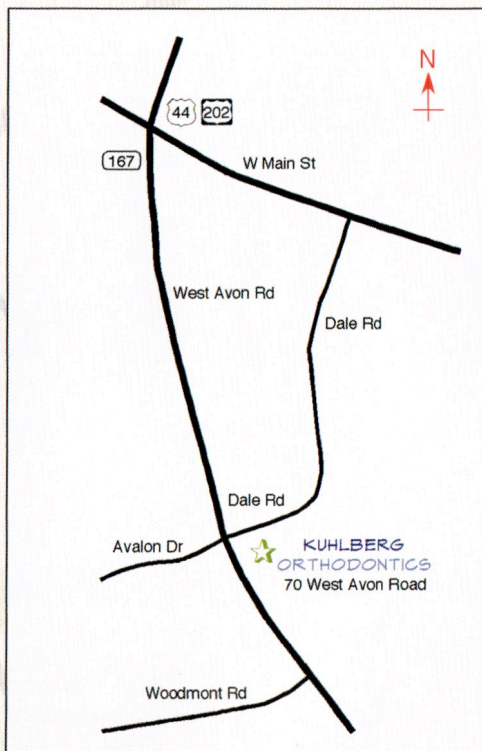 N
44 202
167
W Main St
West Avon Rd
Dale Rd
Dale Rd
Avalon Dr
KUHLBERG
ORTHODONTICS
70 West Avon Road
Woodmont Rd